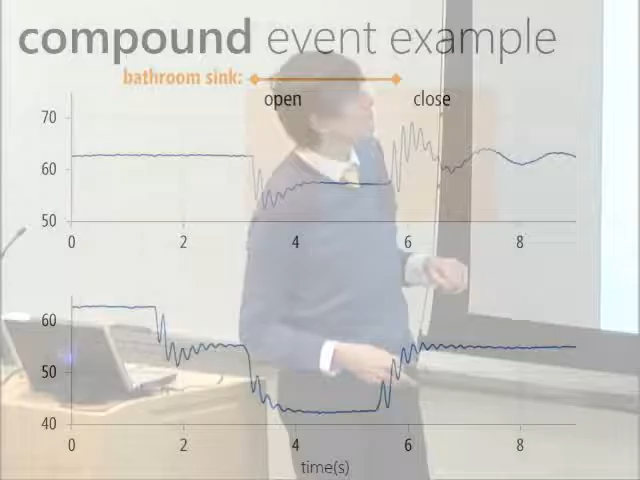 compound event example
bathroom sink:
open close
70
60
50
0 2 4 6 8
60
50
40
0 2 4 6 8
time(s)